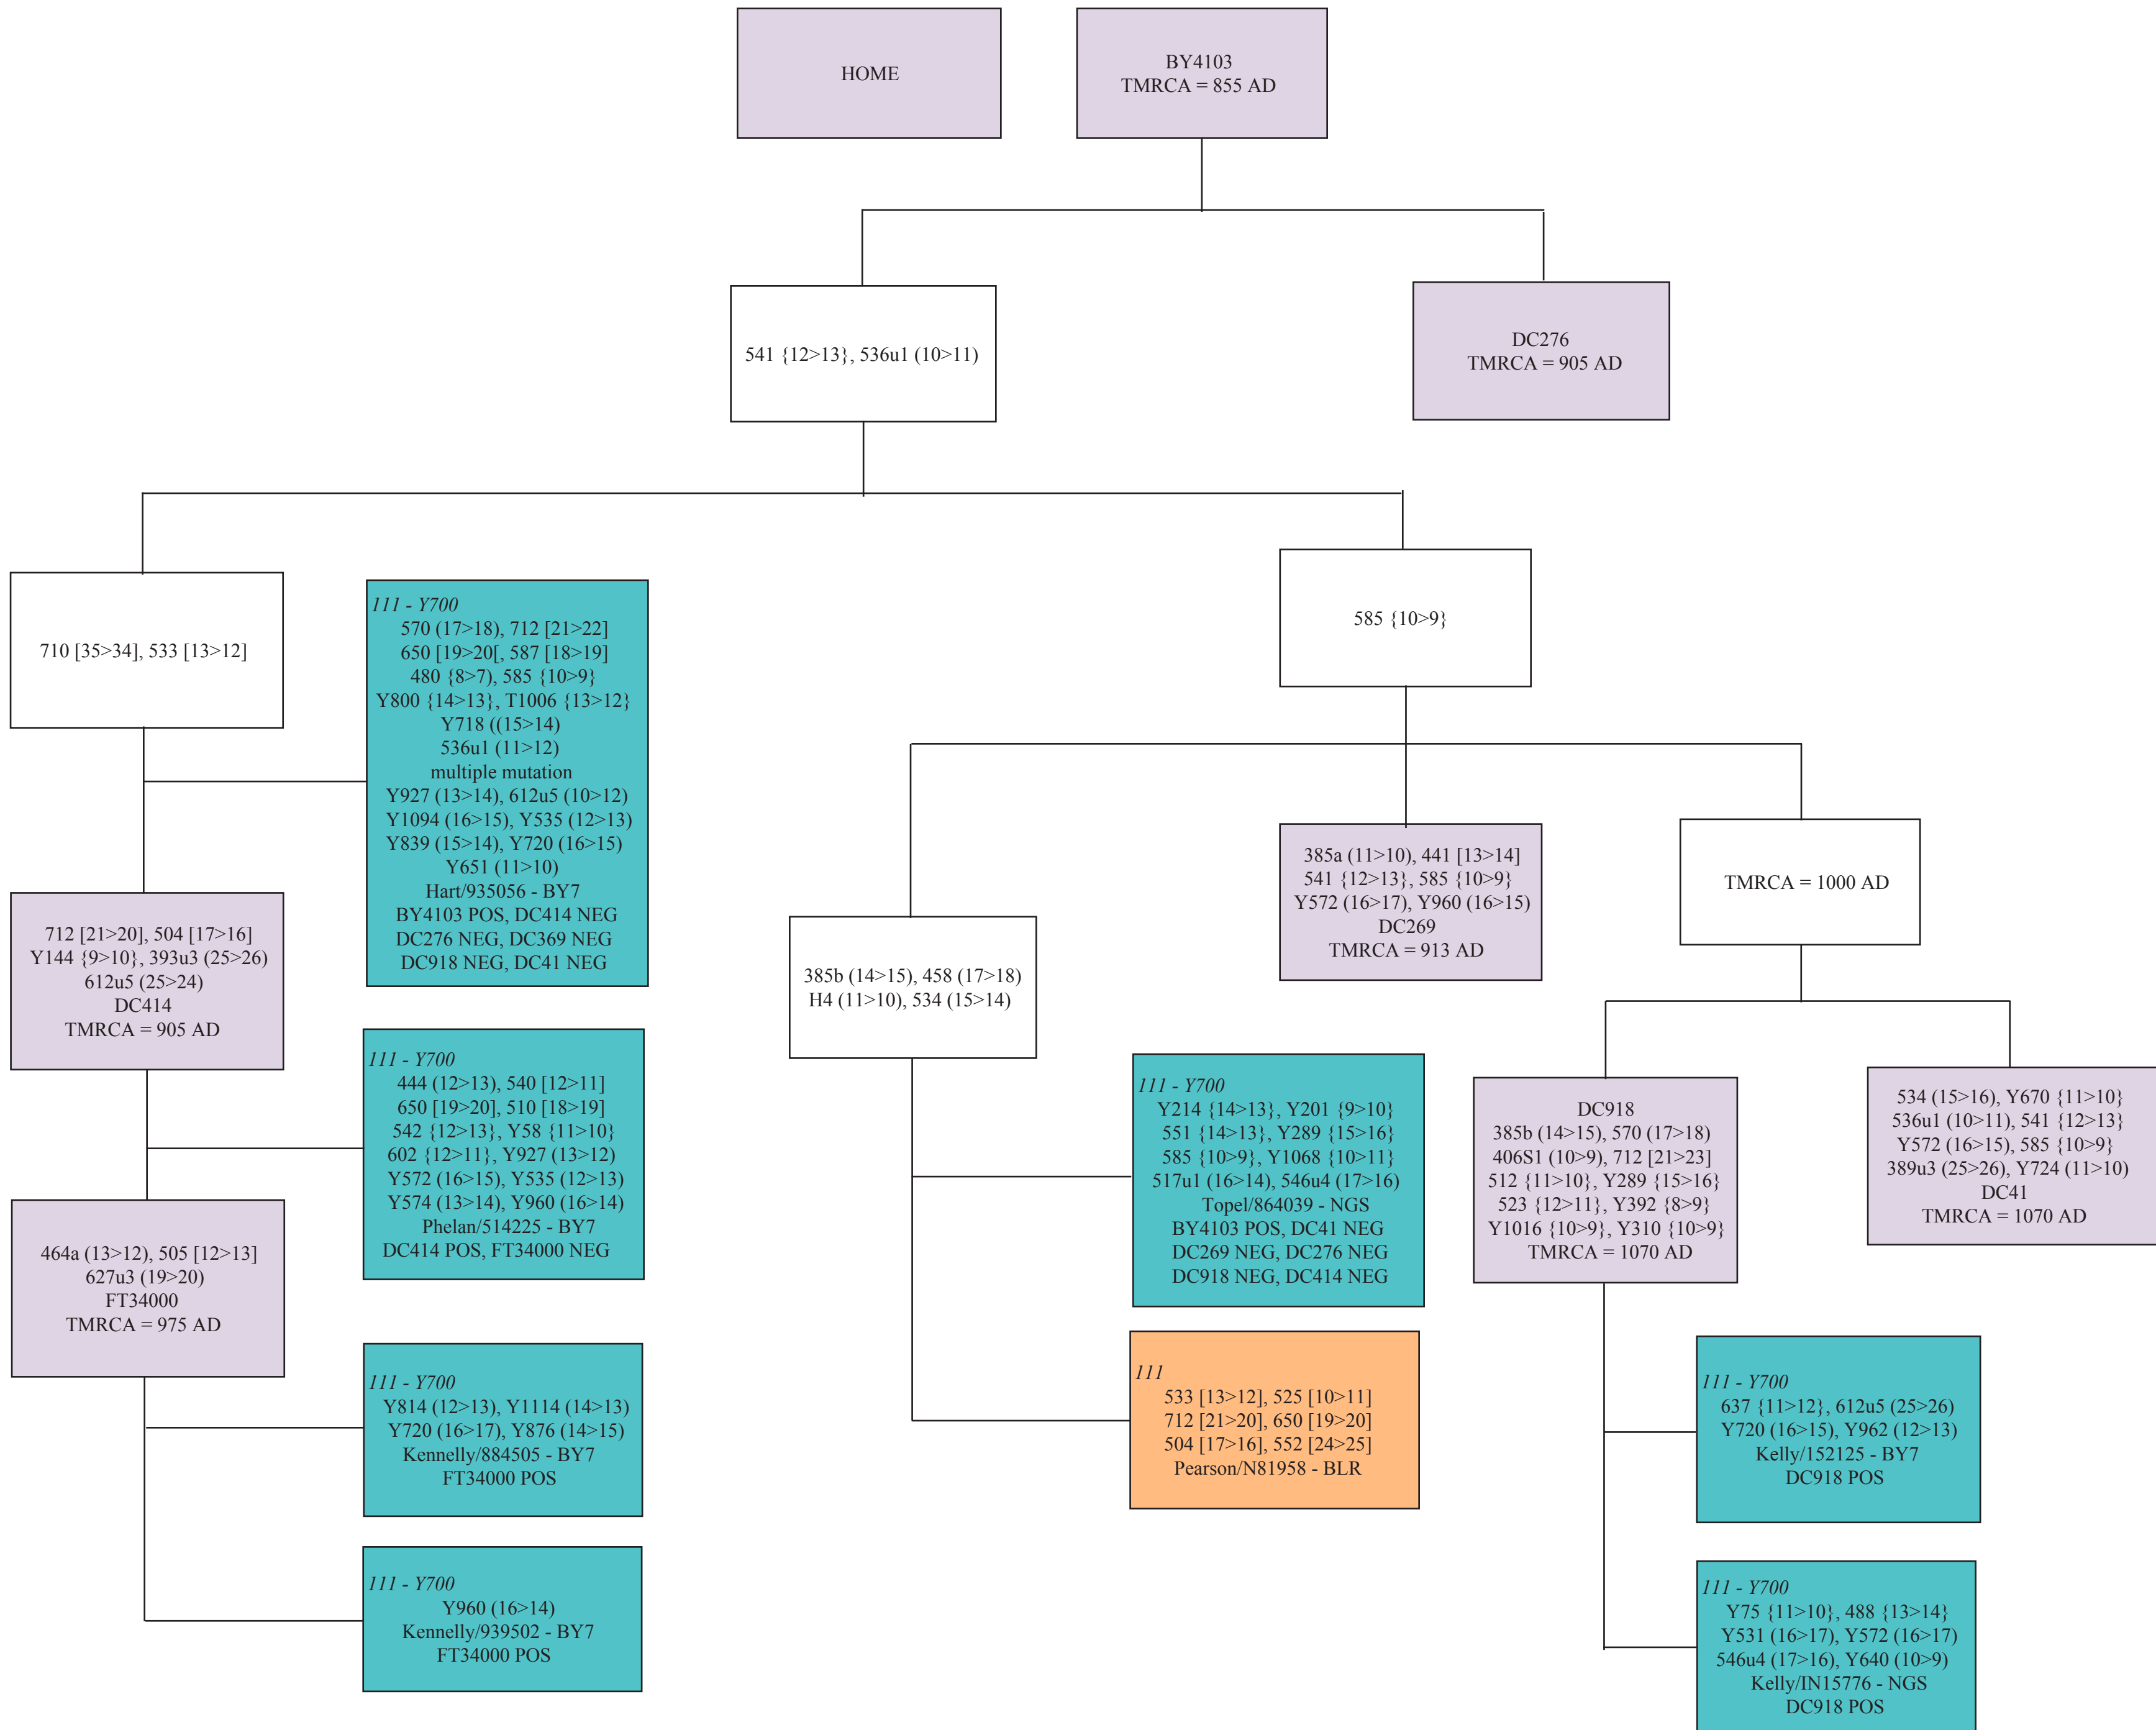 HOME
BY4103
TMRCA = 855 AD
541 {12>13}, 536u1 (10>11)
DC276
TMRCA = 905 AD
710 [35>34], 533 [13>12]
111 - Y700
570 (17>18), 712 [21>22]
650 [19>20[, 587 [18>19]
480 {8>7), 585 {10>9}
Y800 {14>13}, T1006 {13>12}
Y718 ((15>14)
536u1 (11>12)
multiple mutation
Y927 (13>14), 612u5 (10>12)
Y1094 (16>15), Y535 (12>13)
Y839 (15>14), Y720 (16>15)
Y651 (11>10)
Hart/935056 - BY7
BY4103 POS, DC414 NEG
DC276 NEG, DC369 NEG
DC918 NEG, DC41 NEG
585 {10>9}
712 [21>20], 504 [17>16]
Y144 {9>10}, 393u3 (25>26)
612u5 (25>24)
DC414
TMRCA = 905 AD
111 - Y700
444 (12>13), 540 [12>11]
650 [19>20], 510 [18>19]
542 {12>13}, Y58 {11>10}
602 {12>11}, Y927 (13>12)
Y572 (16>15), Y535 (12>13)
Y574 (13>14), Y960 (16>14)
Phelan/514225 - BY7
DC414 POS, FT34000 NEG
464a (13>12), 505 [12>13]
627u3 (19>20)
FT34000
TMRCA = 975 AD
111 - Y700
Y814 (12>13), Y1114 (14>13)
Y720 (16>17), Y876 (14>15)
Kennelly/884505 - BY7
FT34000 POS
111 - Y700
Y960 (16>14)
Kennelly/939502 - BY7
FT34000 POS
385b (14>15), 458 (17>18)
H4 (11>10), 534 (15>14)
385a (11>10), 441 [13>14]
541 {12>13}, 585 {10>9}
Y572 (16>17), Y960 (16>15)
DC269
TMRCA = 913 AD
TMRCA = 1000 AD
111 - Y700
Y214 {14>13}, Y201 {9>10}
551 {14>13}, Y289 {15>16}
585 {10>9}, Y1068 {10>11}
517u1 (16>14), 546u4 (17>16)
Topel/864039 - NGS
BY4103 POS, DC41 NEG
DC269 NEG, DC276 NEG
DC918 NEG, DC414 NEG
111
533 [13>12], 525 [10>11]
712 [21>20], 650 [19>20]
504 [17>16], 552 [24>25]
Pearson/N81958 - BLR
DC918
385b (14>15), 570 (17>18)
406S1 (10>9), 712 [21>23]
512 {11>10}, Y289 {15>16}
523 {12>11}, Y392 {8>9}
Y1016 {10>9}, Y310 {10>9}
TMRCA = 1070 AD
534 (15>16), Y670 {11>10}
536u1 (10>11), 541 {12>13}
Y572 (16>15), 585 {10>9}
389u3 (25>26), Y724 (11>10)
DC41
TMRCA = 1070 AD
111 - Y700
637 {11>12}, 612u5 (25>26)
Y720 (16>15), Y962 (12>13)
Kelly/152125 - BY7
DC918 POS
111 - Y700
Y75 {11>10}, 488 {13>14}
Y531 (16>17), Y572 (16>17)
546u4 (17>16), Y640 (10>9)
Kelly/IN15776 - NGS
DC918 POS